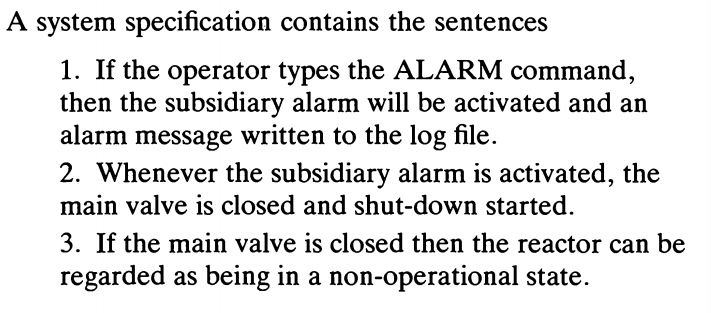 A system specification contains the sentences
1. If the operator types the ALARM command,
then the subsidiary alarm will be activated and an
alarm message written to the log file.
2. Whenever the subsidiary alarm is activated, the
main valve is closed and shut-down started.
3. If the main valve is closed then the reactor can be
regarded as being in a non-operational state.